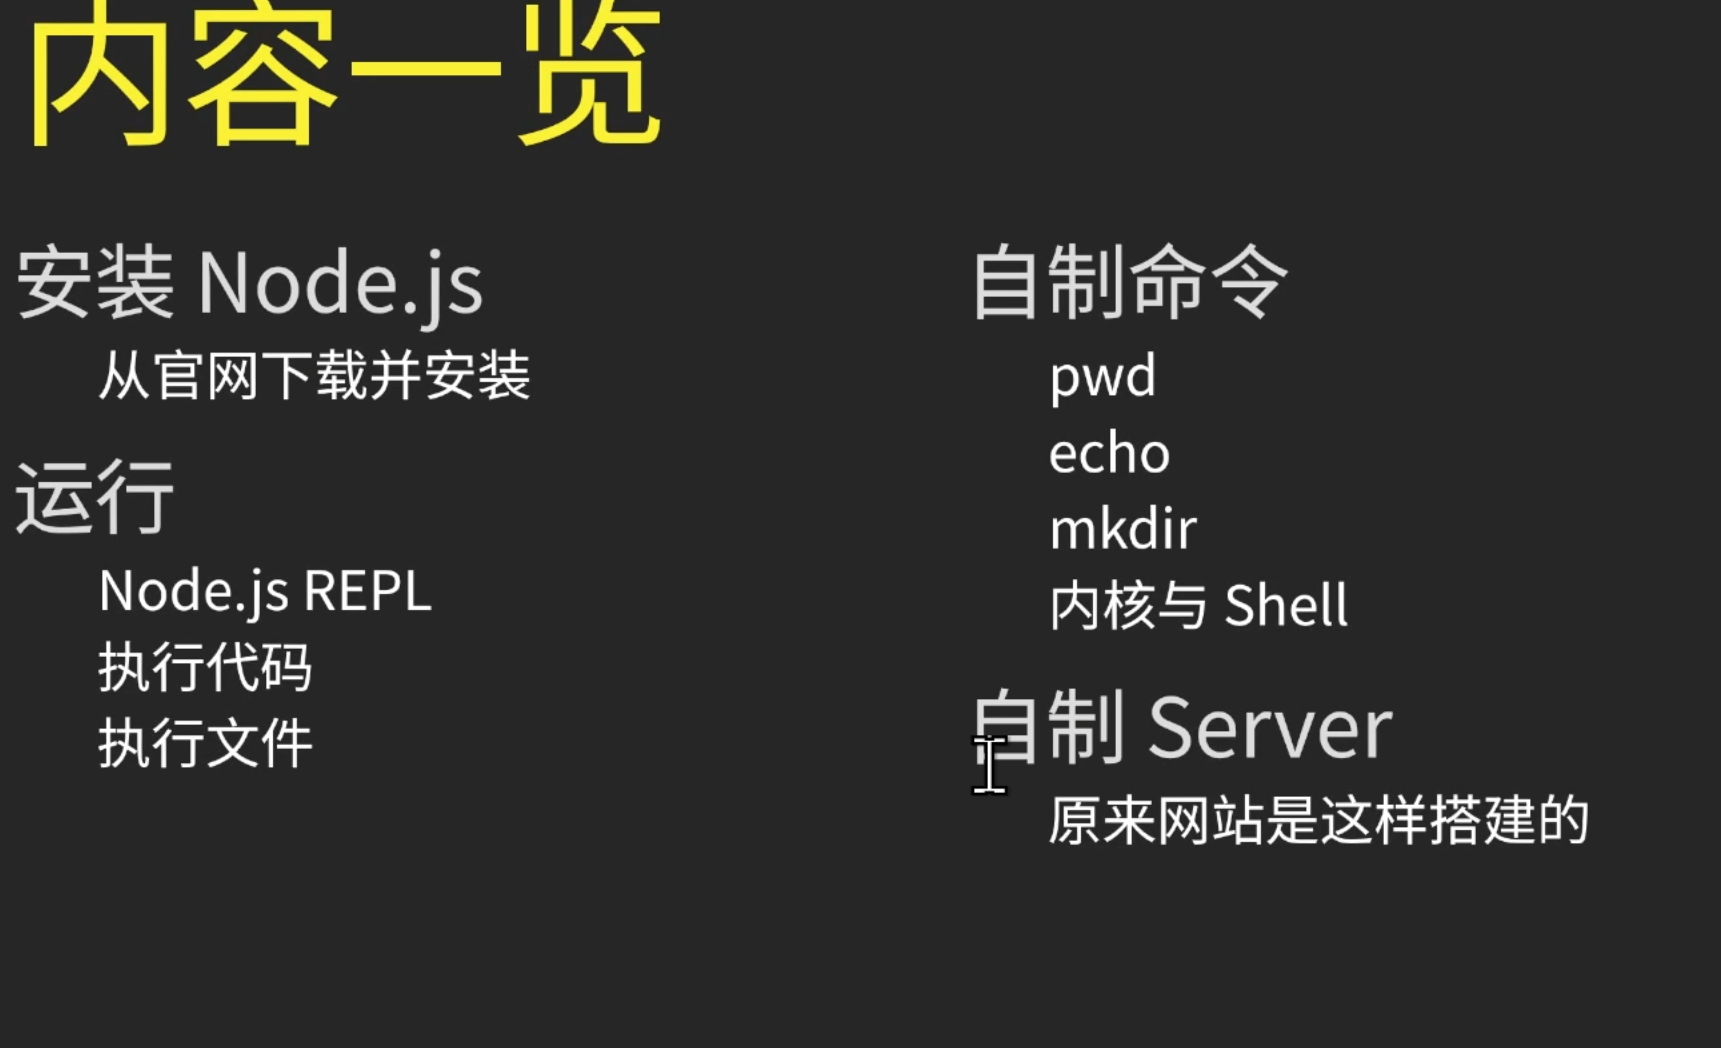 内容一览
安装 Node.js
从官网下载并安装
运行
Node.js REPL
执行代码
执行文件
自制命令
pwd
echo
mkdir
内核与 Shell
自制 Server
原来网站是这样搭建的